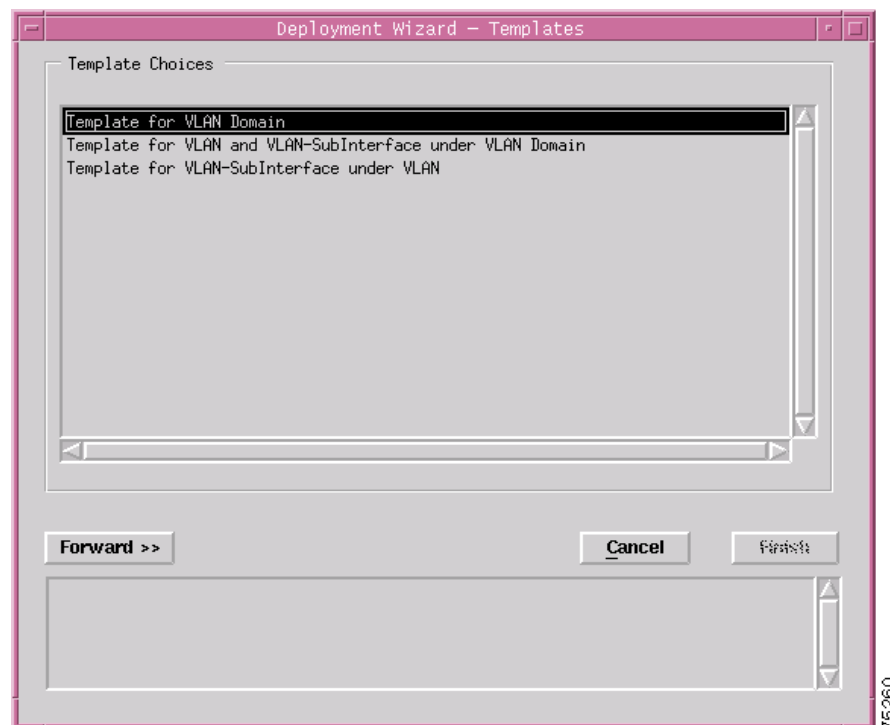 Deployment Wizard — Templates
Template Choices
Template for VLAN Domain
Template for VLAN and VLAN-SubInterface under VLAN Domain
Template for VLAN-SubInterface under VLAN
Forward >>
Cancel
Finish
75260